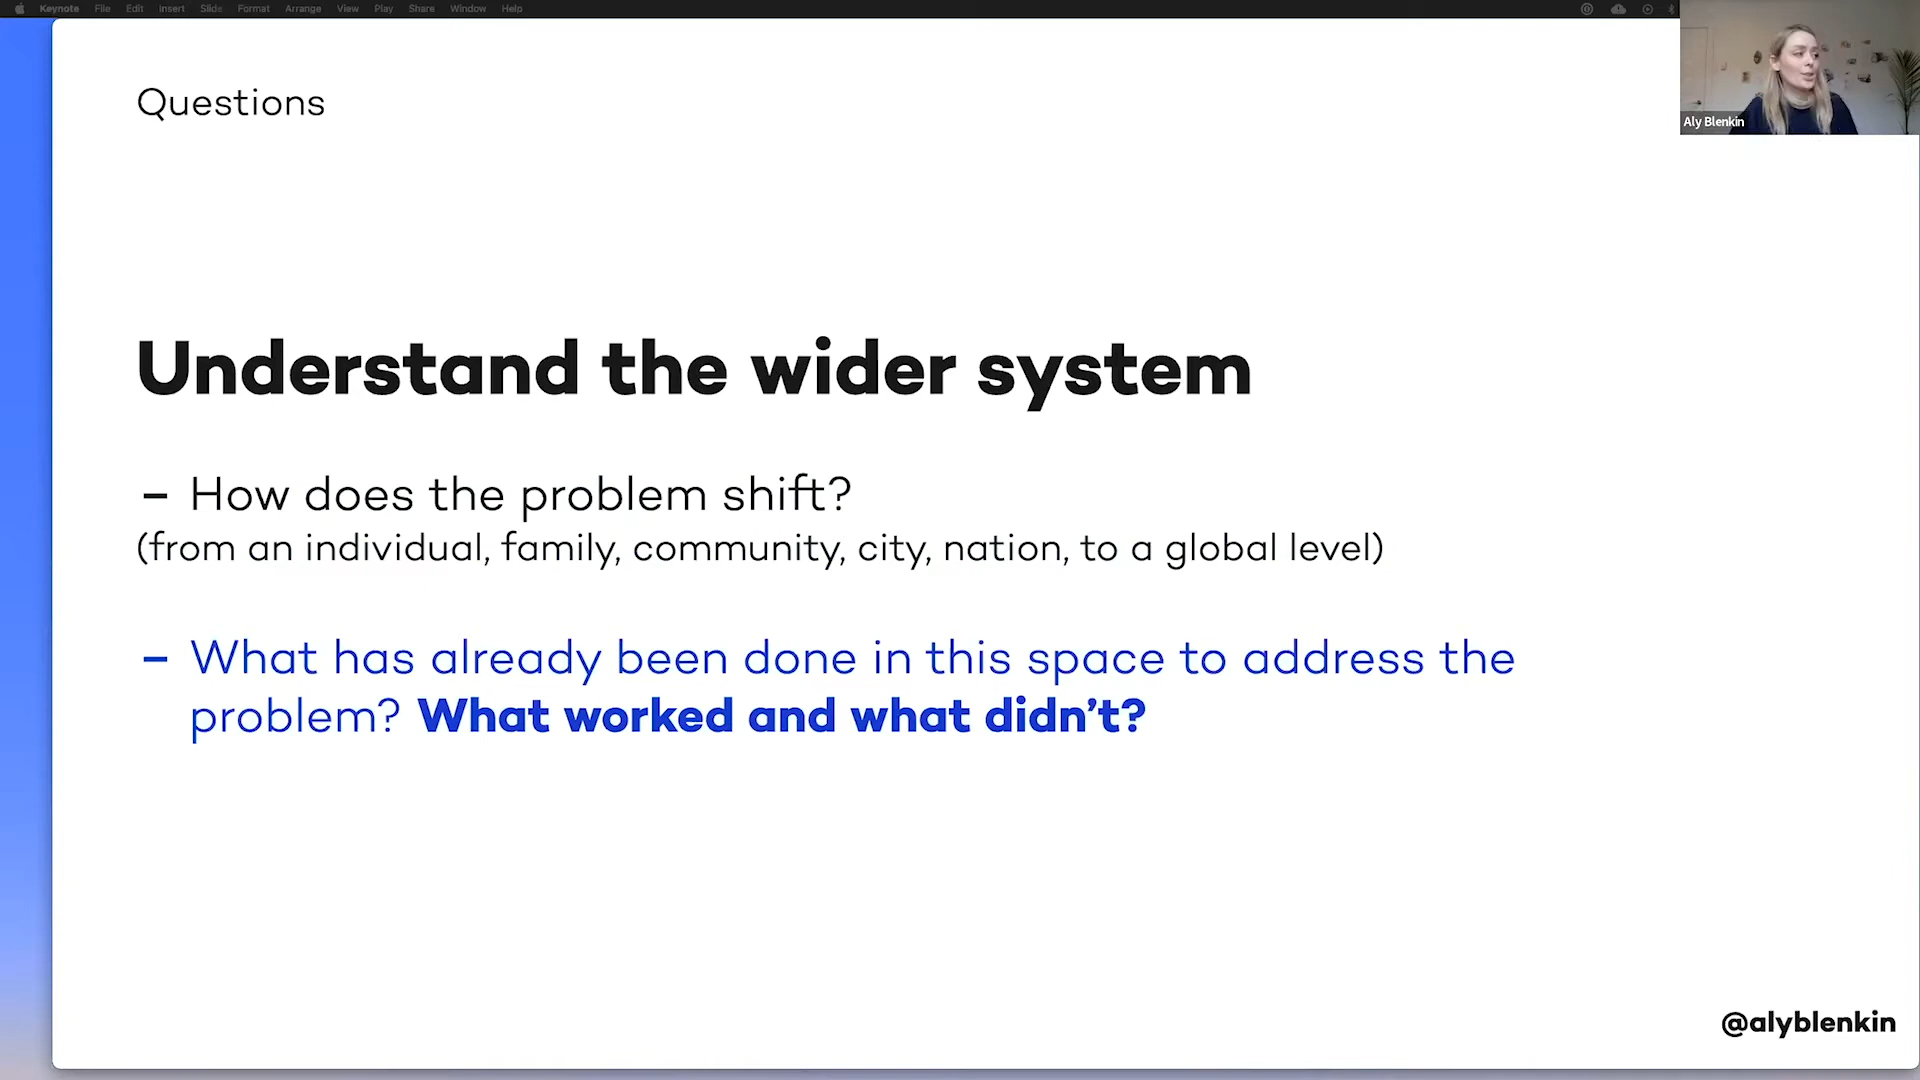 Keynote File Edit Insert Slide Format Arrange View Play Share Window Help
Aly Blenkin
Questions
Understand the wider system
– How does the problem shift?
(from an individual, family, community, city, nation, to a global level)
– What has already been done in this space to address the
problem? What worked and what didn’t?
@alyblenkin